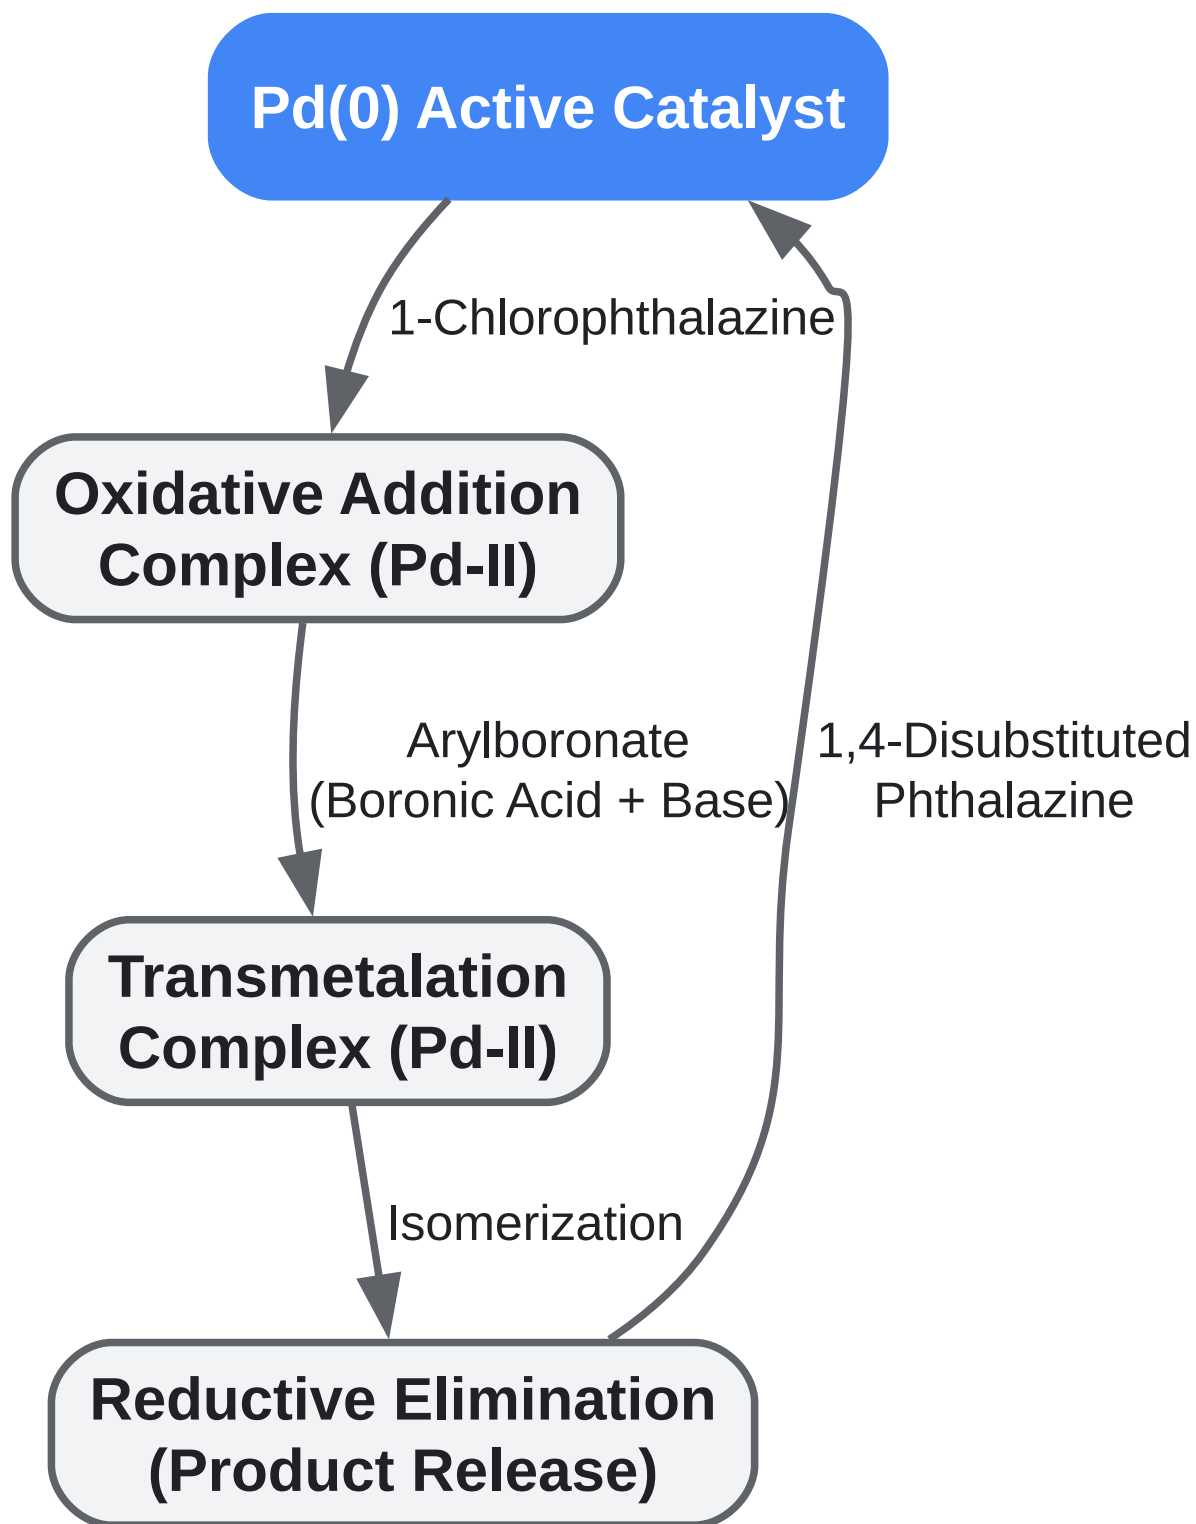 Pd(0) Active Catalyst
1-Chlorophthalazine
Oxidative Addition
Complex (Pd-II)
Arylboronate
(Boronic Acid + Base)
1,4-Disubstituted
Phthalazine
Transmetalation
Complex (Pd-II)
Isomerization
Reductive Elimination
(Product Release)